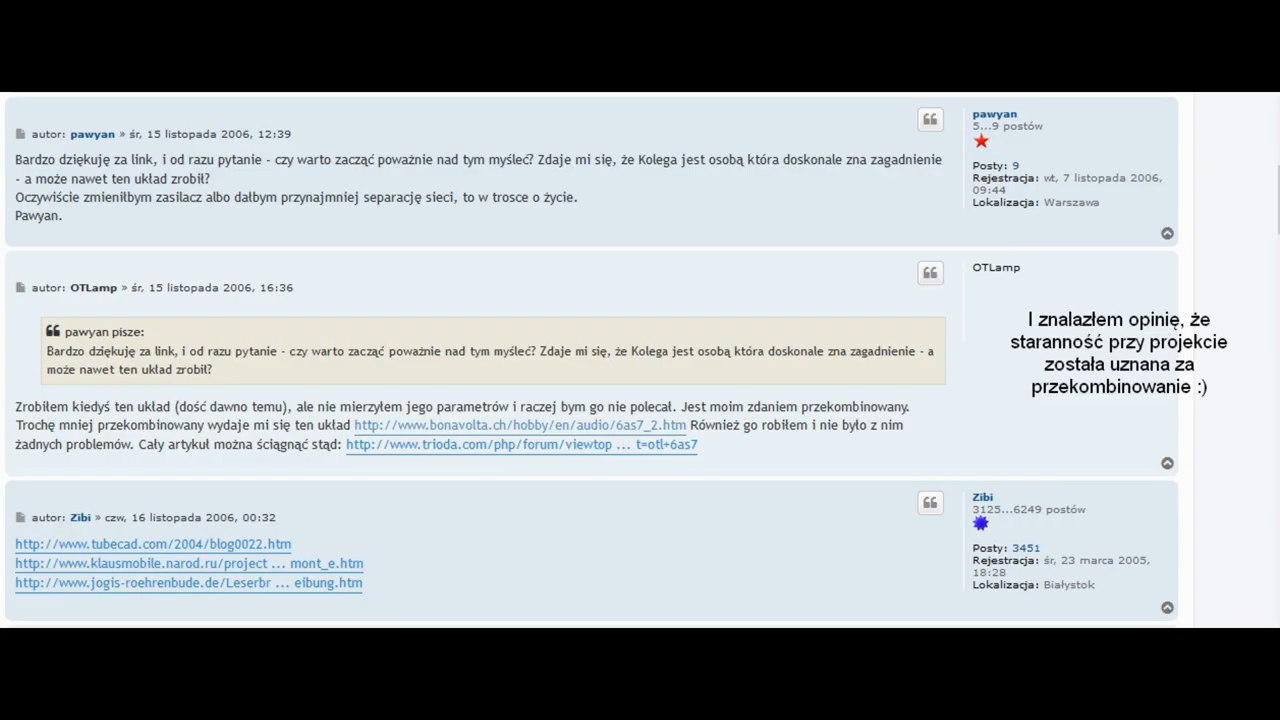 autor: pawyan » śr, 15 listopada 2006, 12:39
Bardzo dziękuję za link, i od razu pytanie - czy warto zacząć poważnie nad tym myśleć? Zdaje mi się, że Kolega jest osobą która doskonale zna zagadnienie
- a może nawet ten układ zrobił?
Oczywiście zmieniłbym zasilacz albo dałbym przynajmniej separację sieci, to w trosce o życie.
Pawyan.
pawyan
5...9 postów
Posty: 9
Rejestracja: wt, 7 listopada 2006,
09:44
Lokalizacja: Warszawa
autor: OTLamp » śr, 15 listopada 2006, 16:36
pawyan pisze:
Bardzo dziękuję za link, i od razu pytanie - czy warto zacząć poważnie nad tym myśleć? Zdaje mi się, że Kolega jest osobą która doskonale zna zagadnienie - a
może nawet ten układ zrobił?
Zrobiłem kiedyś ten układ (dość dawno temu), ale nie mierzyłem jego parametrów i raczej bym go nie polecał. Jest moim zdaniem przekombinowany.
Trochę mniej przekombinowany wydaje mi się ten układ http://www.bonavolta.ch/hobby/en/audio/6as7_2.htm Również go robiłem i nie było z nim
żadnych problemów. Cały artykuł można ściągnąć stąd: http://www.trioda.com/php/forum/viewtop ... t=otl+6as7
OTLamp
I znalazłem opinię, że
staranność przy projekcie
została uznana za
przekombinowanie :)
autor: Zibi » czw, 16 listopada 2006, 00:32
http://www.tubecad.com/2004/blog0022.htm
http://www.klausmobile.narod.ru/project ... mont_e.htm
http://www.jogis-roehrenbude.de/Leserbr ... eibung.htm
Zibi
3125...6249 postów
Posty: 3451
Rejestracja: śr, 23 marca 2005,
18:28
Lokalizacja: Białystok